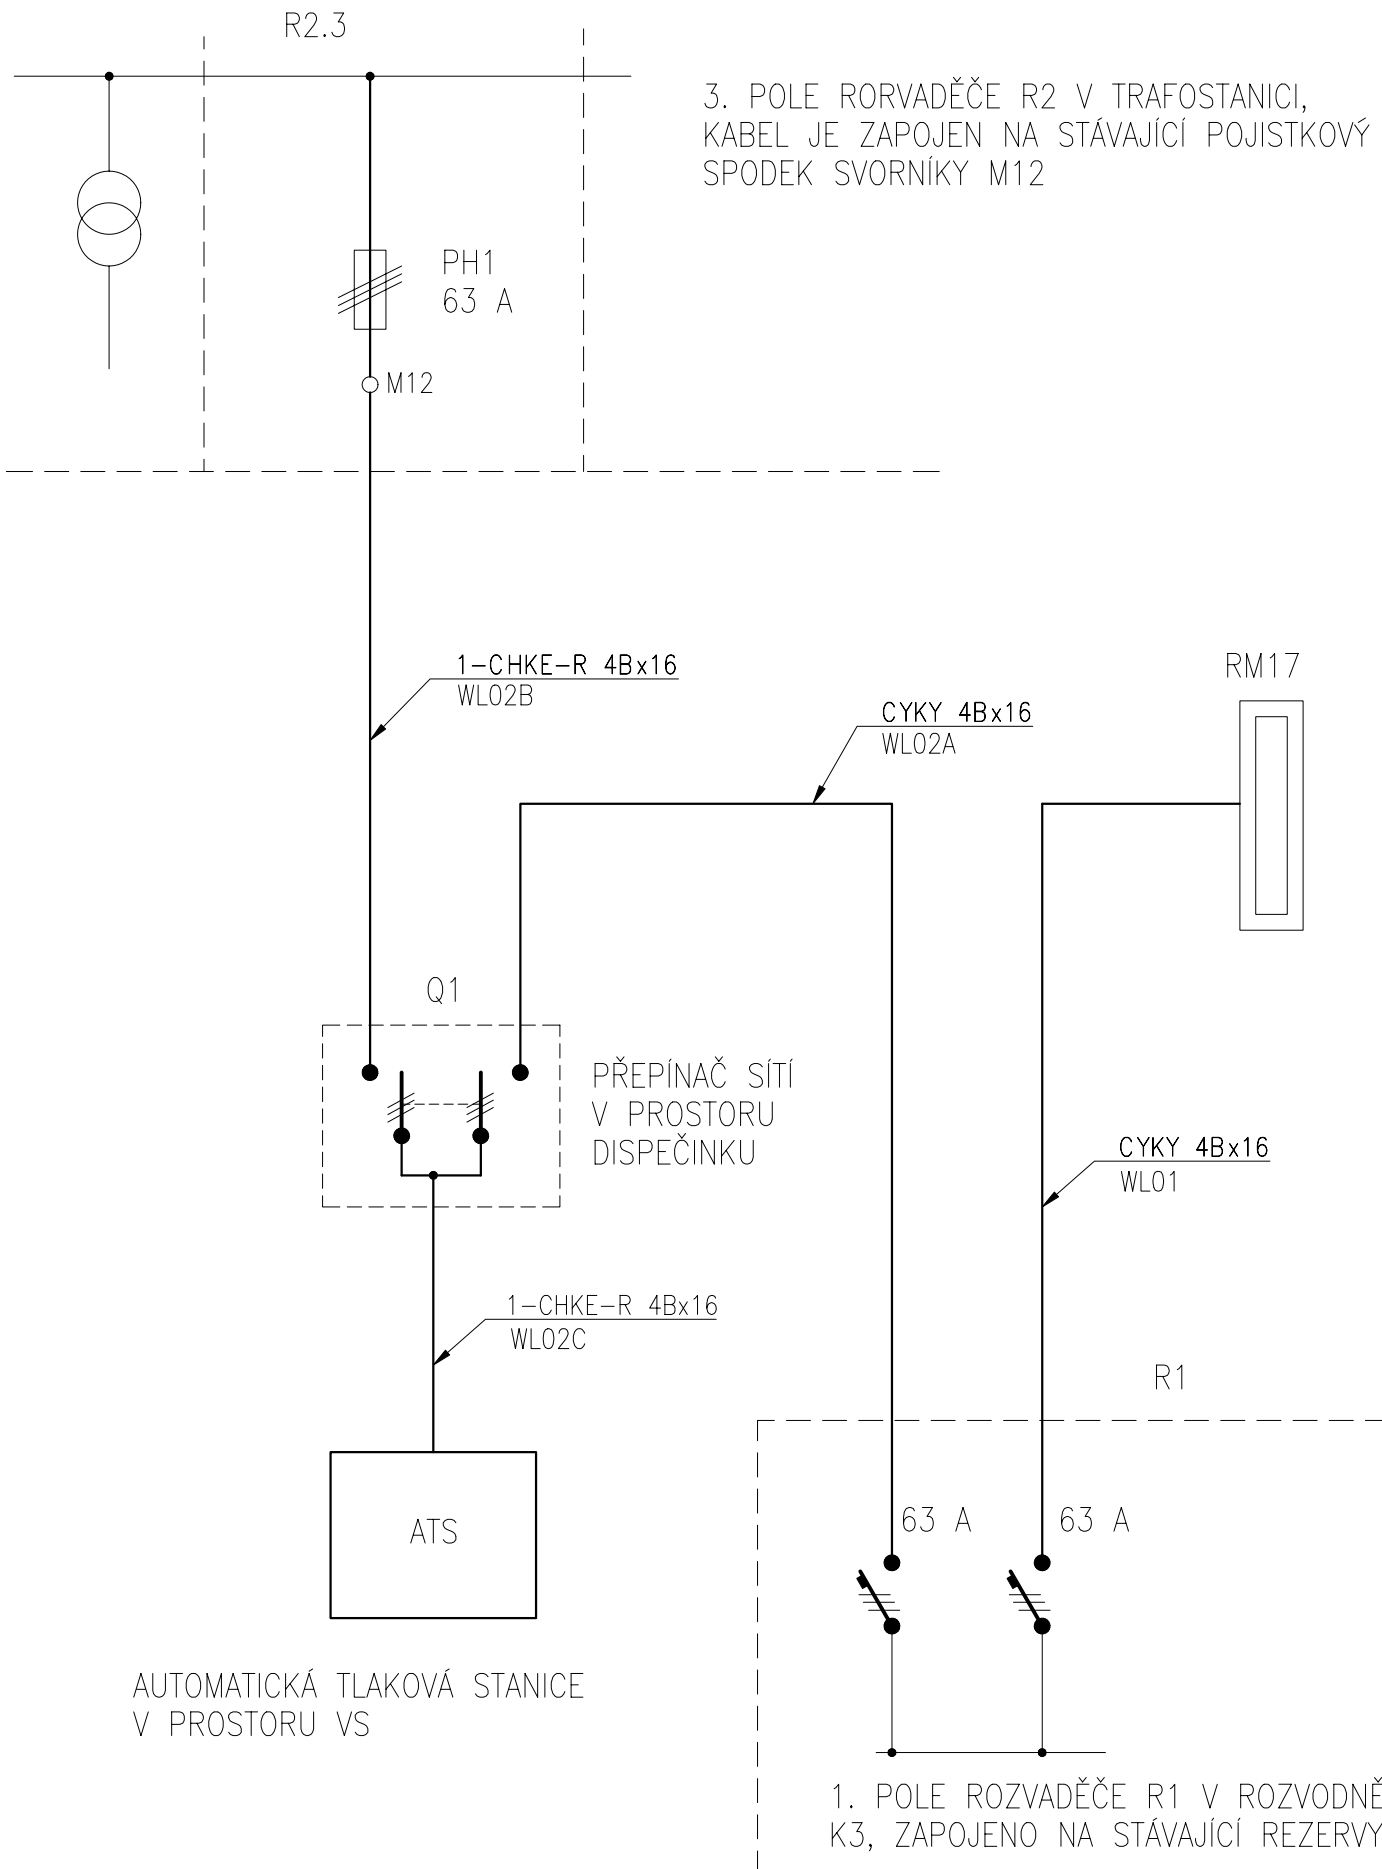 R2.3
3. POLE RORVADĚČE R2 V TRAFOSTANICI,
KABEL JE ZAPOJEN NA STÁVAJÍCÍ POJISTKOVÝ
SPODEK SVORNÍKY M12
PH1
63 A
M12
1-CHKE-R 4Bx16
WL02B
RM17
CYKY 4Bx16
WL02A
Q1
PŘEPÍNAČ SÍTÍ
V PROSTORU
DISPEČINKU
CYKY 4Bx16
WL01
1-CHKE-R 4Bx16
WL02C
R1
ATS
63 A
63 A
AUTOMATICKÁ TLAKOVÁ STANICE
V PROSTORU VS
1. POLE ROZVADĚČE R1 V ROZVODNĚ
K3, ZAPOJENO NA STÁVAJÍCÍ REZERVY